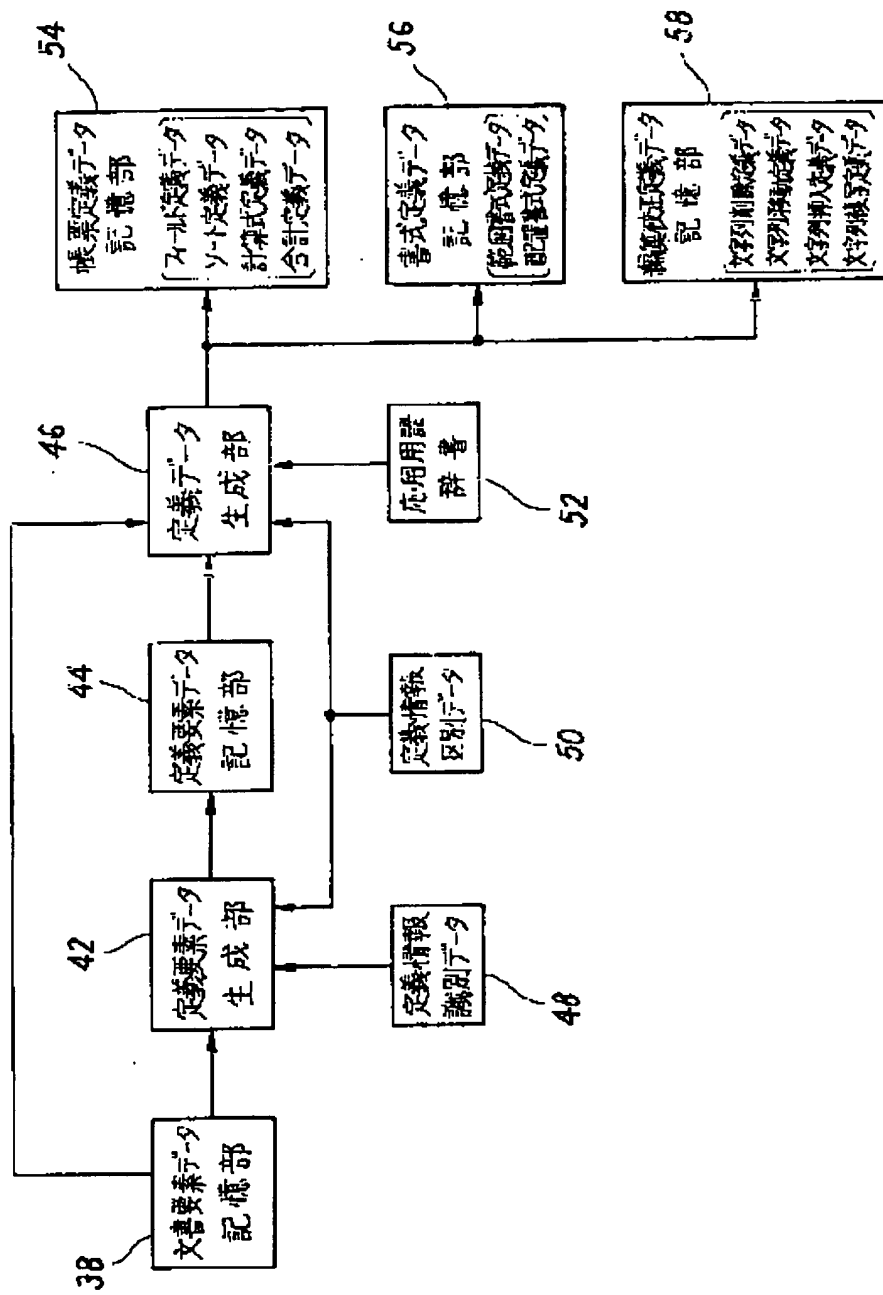 38
文書要素データ
記憶部
42
定義要素データ
生成部
44
定義要素データ
記憶部
46
定義データ
生成部
48
定義情報
識別データ
50
定義情報
区別データ
52
応用用語
辞書
54
帳票定義データ
記憶部
フィールド定義データ
ソート定義データ
計算式定義データ
合計定義データ
56
書式定義データ
記憶部
範囲書式定義データ
配置書式定義データ
58
編集校正定義データ
記憶部
文字列削除定義データ
文字列移動定義データ
文字列挿入定義データ
文字列複写定義データ